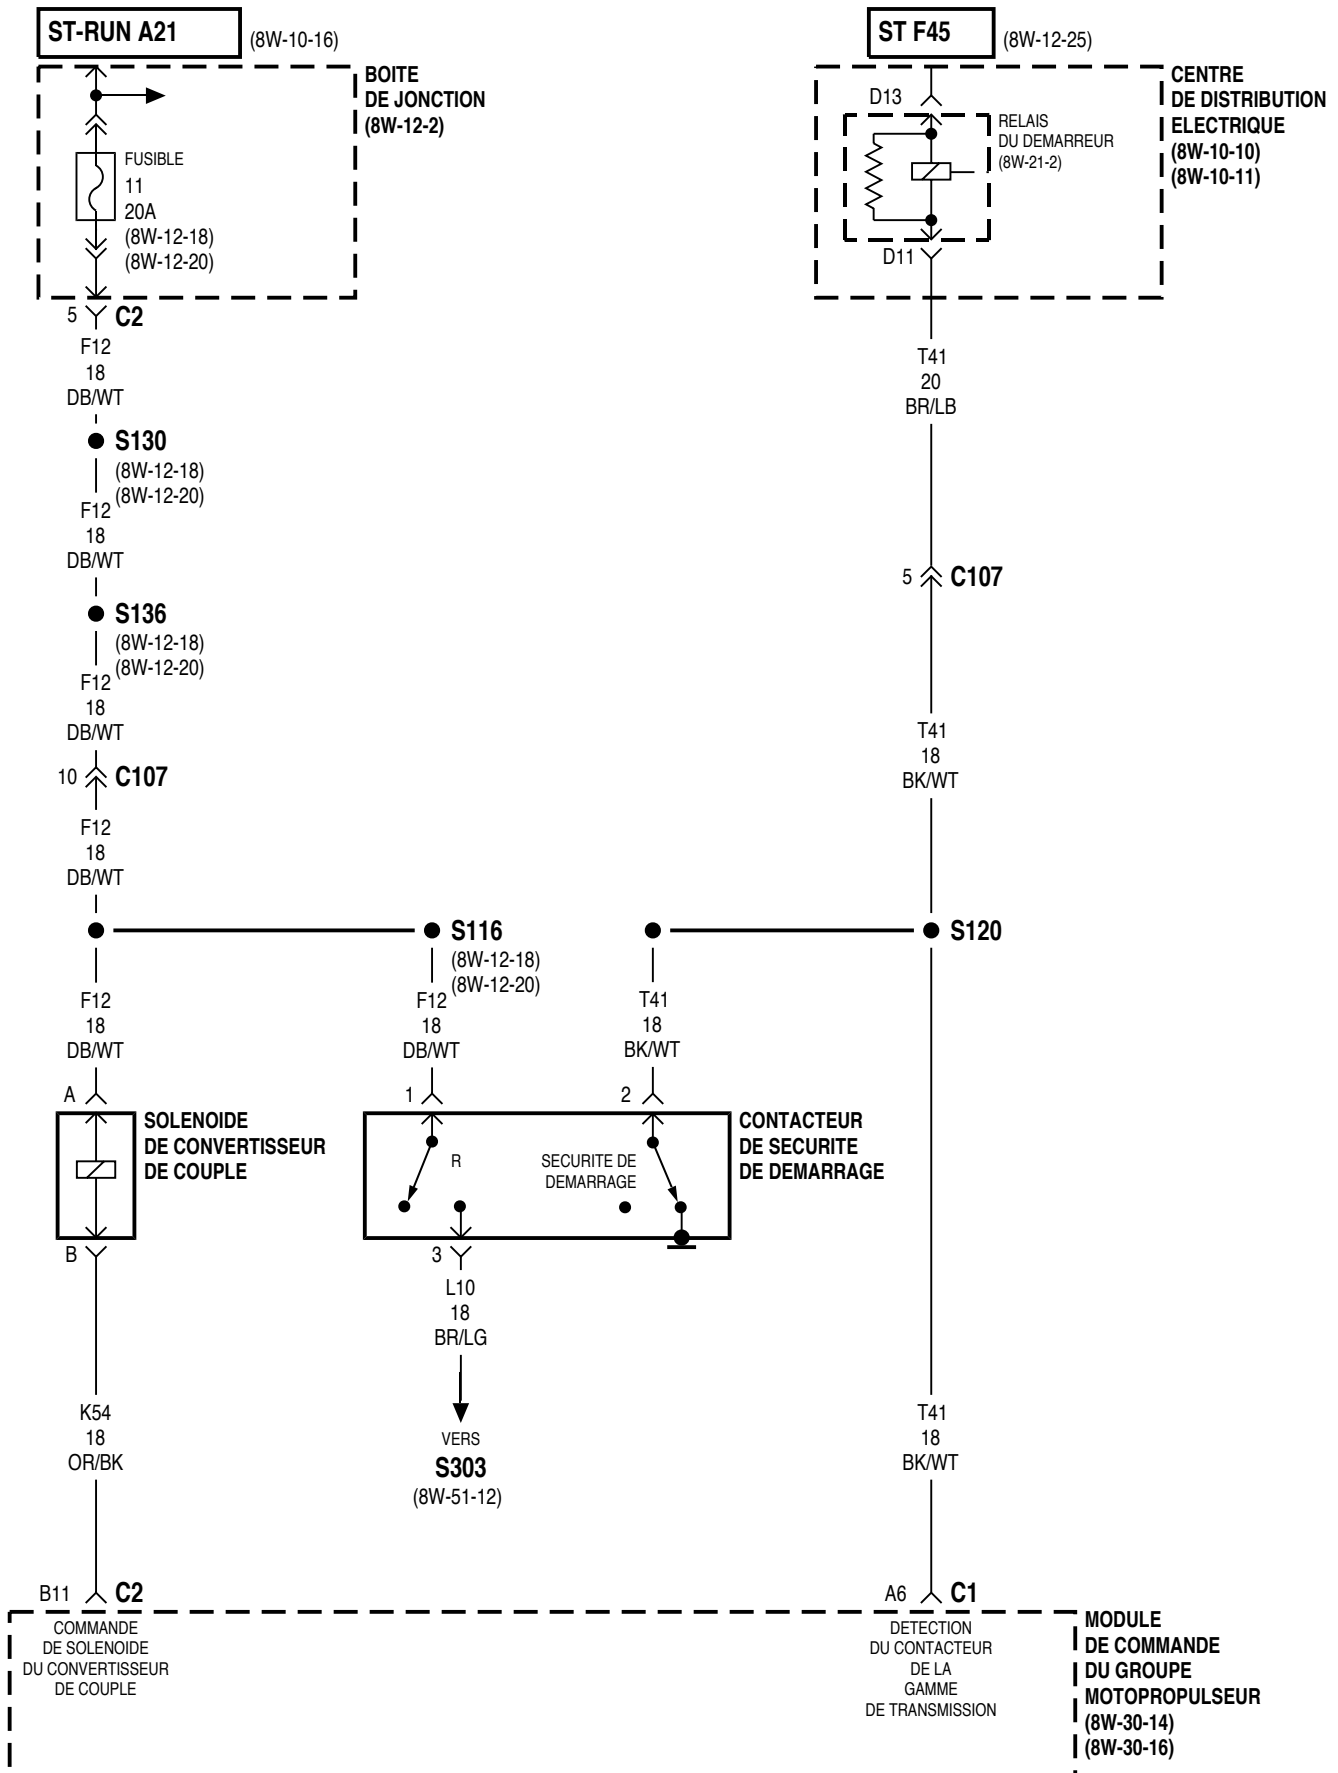 ST-RUN A21
(8W-10-16)
BOITE
DE JONCTION
(8W-12-2)
FUSIBLE
11
20A
(8W-12-18)
(8W-12-20)
5
C2
F12
18
DB/WT
S130
(8W-12-18)
(8W-12-20)
F12
18
DB/WT
S136
(8W-12-18)
(8W-12-20)
F12
18
DB/WT
10
C107
F12
18
DB/WT
S116
(8W-12-18)
(8W-12-20)
F12
18
DB/WT
F12
18
DB/WT
ST F45
(8W-12-25)
CENTRE
DE DISTRIBUTION
ELECTRIQUE
(8W-10-10)
(8W-10-11)
D13
RELAIS
DU DEMARREUR
(8W-21-2)
D11
T41
20
BR/LB
5
C107
T41
18
BK/WT
S120
T41
18
BK/WT
A
SOLENOIDE
DE CONVERTISSEUR
DE COUPLE
B
1
2
R
SECURITE DE
DEMARRAGE
CONTACTEUR
DE SECURITE
DE DEMARRAGE
3
L10
18
BR/LG
VERS
S303
(8W-51-12)
K54
18
OR/BK
T41
18
BK/WT
B11
C2
A6
C1
COMMANDE
DE SOLENOIDE
DU CONVERTISSEUR
DE COUPLE
DETECTION
DU CONTACTEUR
DE LA
GAMME
DE TRANSMISSION
MODULE
DE COMMANDE
DU GROUPE
MOTOPROPULSEUR
(8W-30-14)
(8W-30-16)